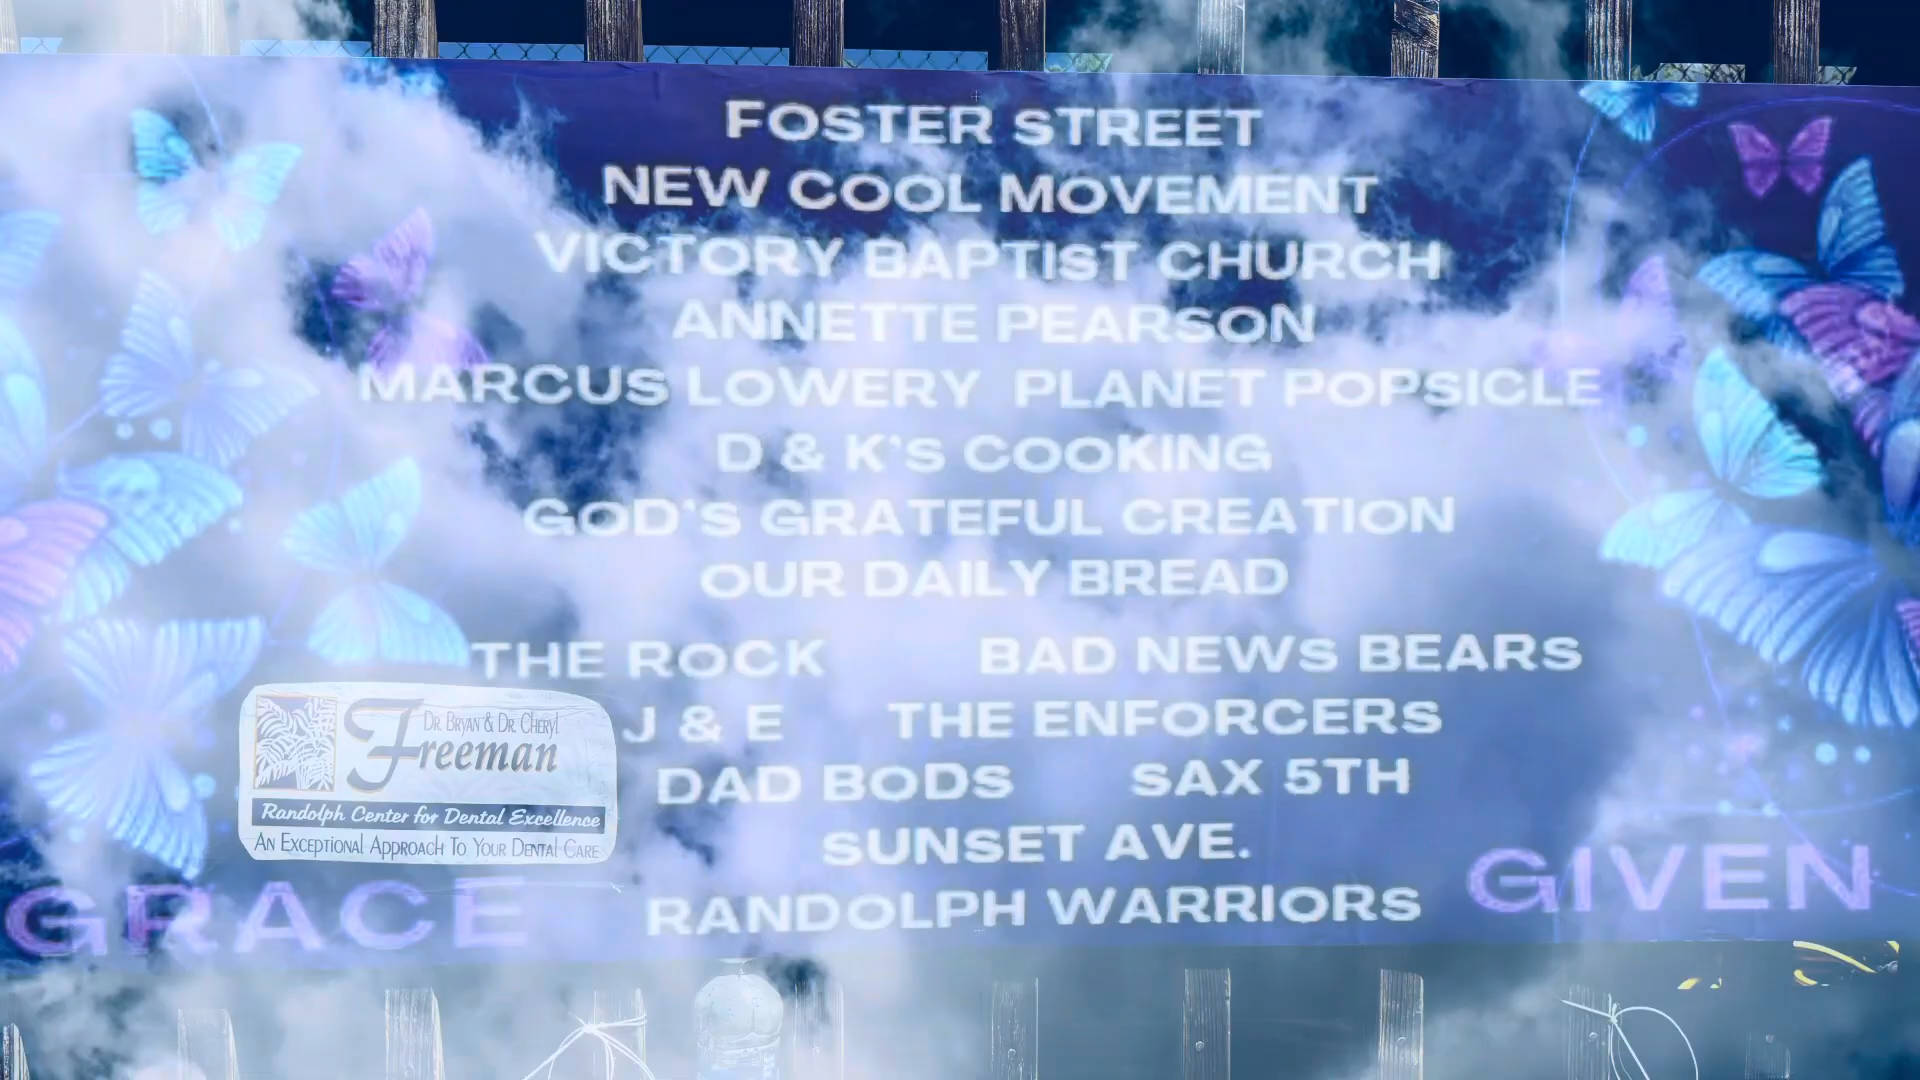 FOSTER STREET
NEW COOL MOVEMENT
VICTORY BAPTIST CHURCH
ANNETTE PEARSON
MARCUS LOWERY PLANET POPSICLE
D & K'S COOKING
GOD'S GRATEFUL CREATION
OUR DAILY BREAD
THE ROCK BAD NEWS BEARS
J & E THE ENFORCERS
DAD BODS SAX 5TH
SUNSET AVE.
RANDOLPH WARRIORS
DR. BRYAN & DR. CHERYL
Freeman
Randolph Center for Dental Excellence
AN EXCEPTIONAL APPROACH TO YOUR DENTAL CARE
GRACE GIVEN